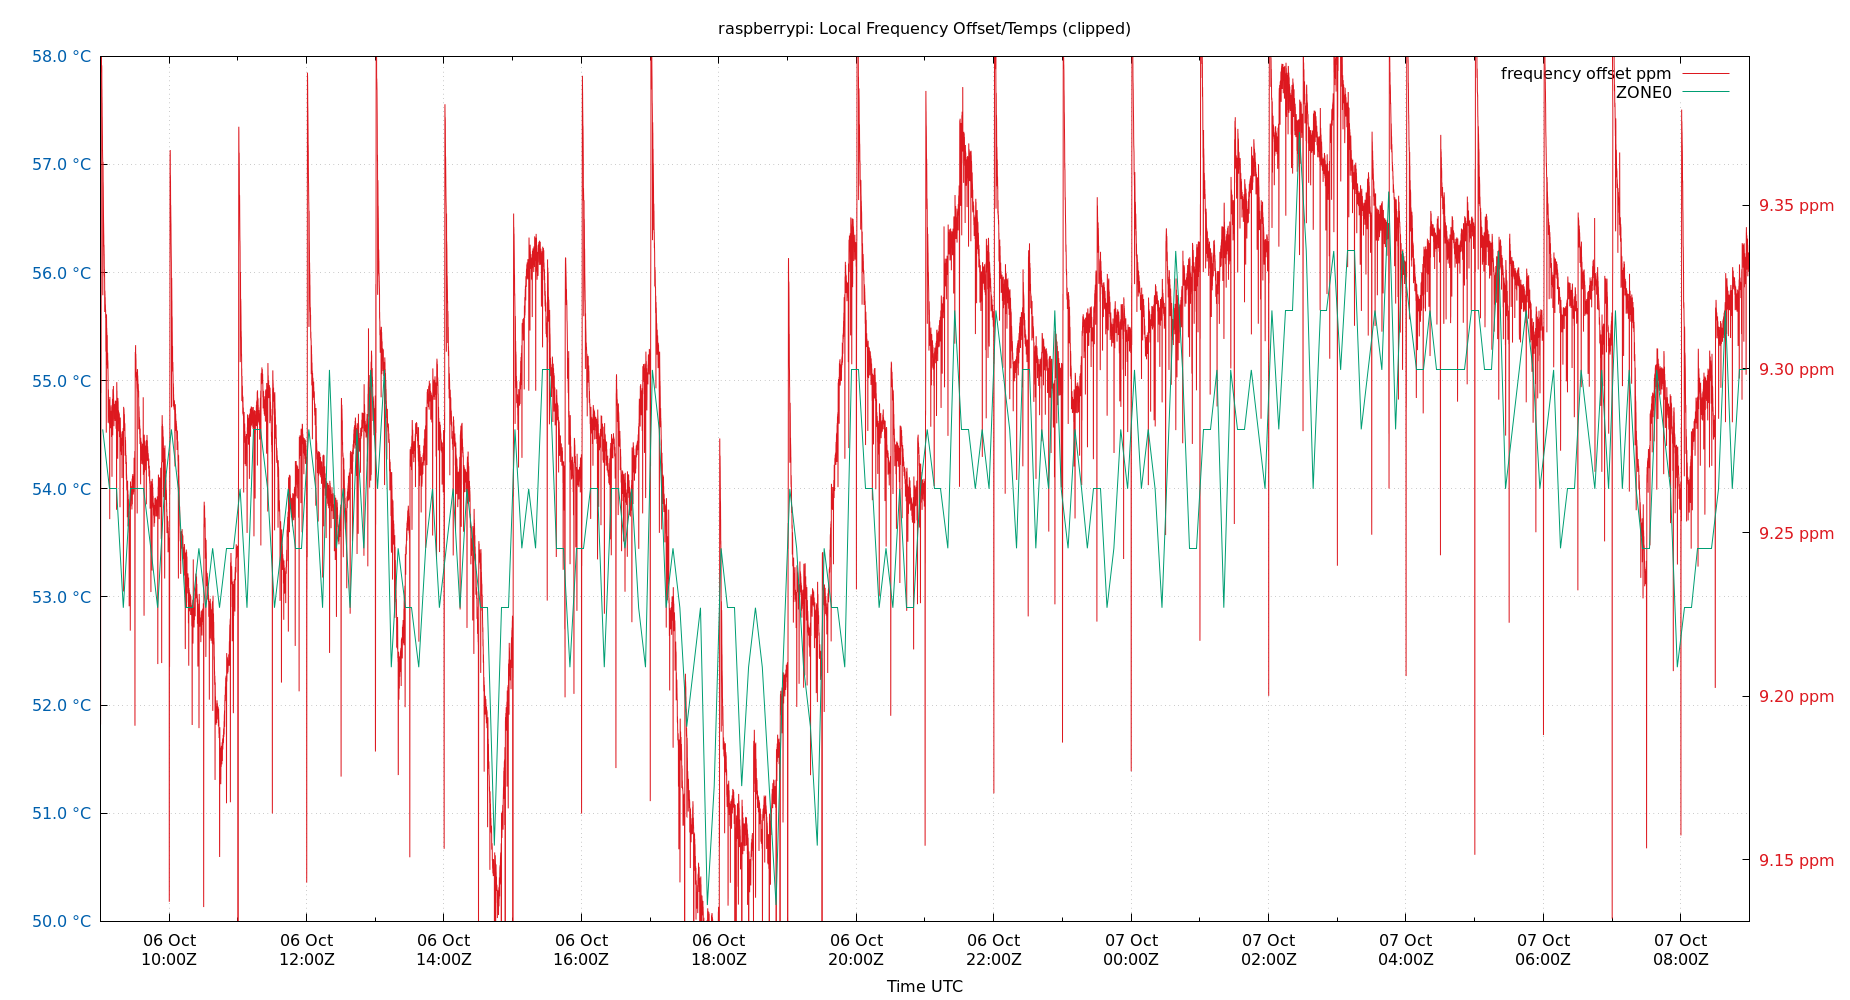 raspberrypi: Local Frequency Offset/Temps (clipped)
58.0 °C
57.0 °C
56.0 °C
55.0 °C
54.0 °C
53.0 °C
52.0 °C
51.0 °C
50.0 °C
frequency offset ppm
ZONE0
9.35 ppm
9.30 ppm
9.25 ppm
9.20 ppm
9.15 ppm
06 Oct 06 Oct 06 Oct 06 Oct 06 Oct 06 Oct 06 Oct 07 Oct 07 Oct 07 Oct 07 Oct 07 Oct
10:00Z 12:00Z 14:00Z 16:00Z 18:00Z 20:00Z 22:00Z 00:00Z 02:00Z 04:00Z 06:00Z 08:00Z
Time UTC